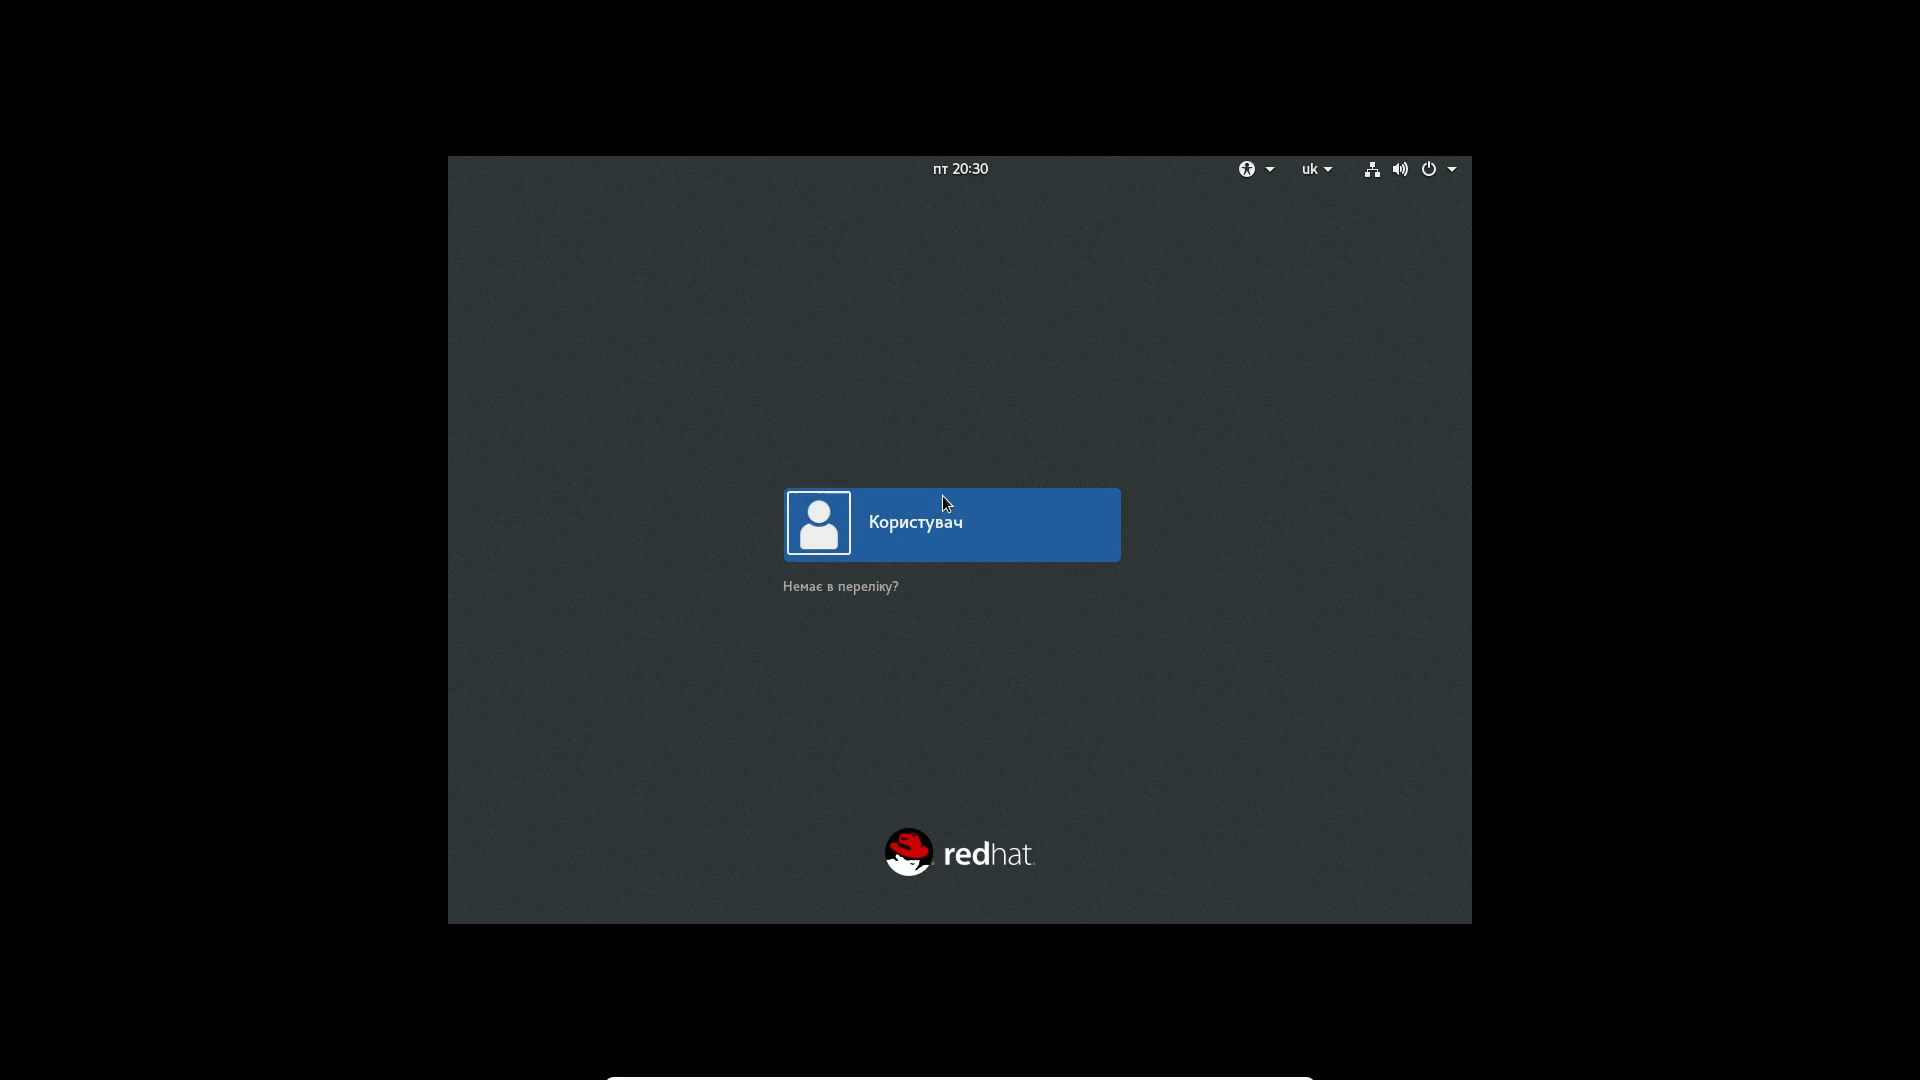 пт 20:30
uk
Користувач
Немає в переліку?
redhat.